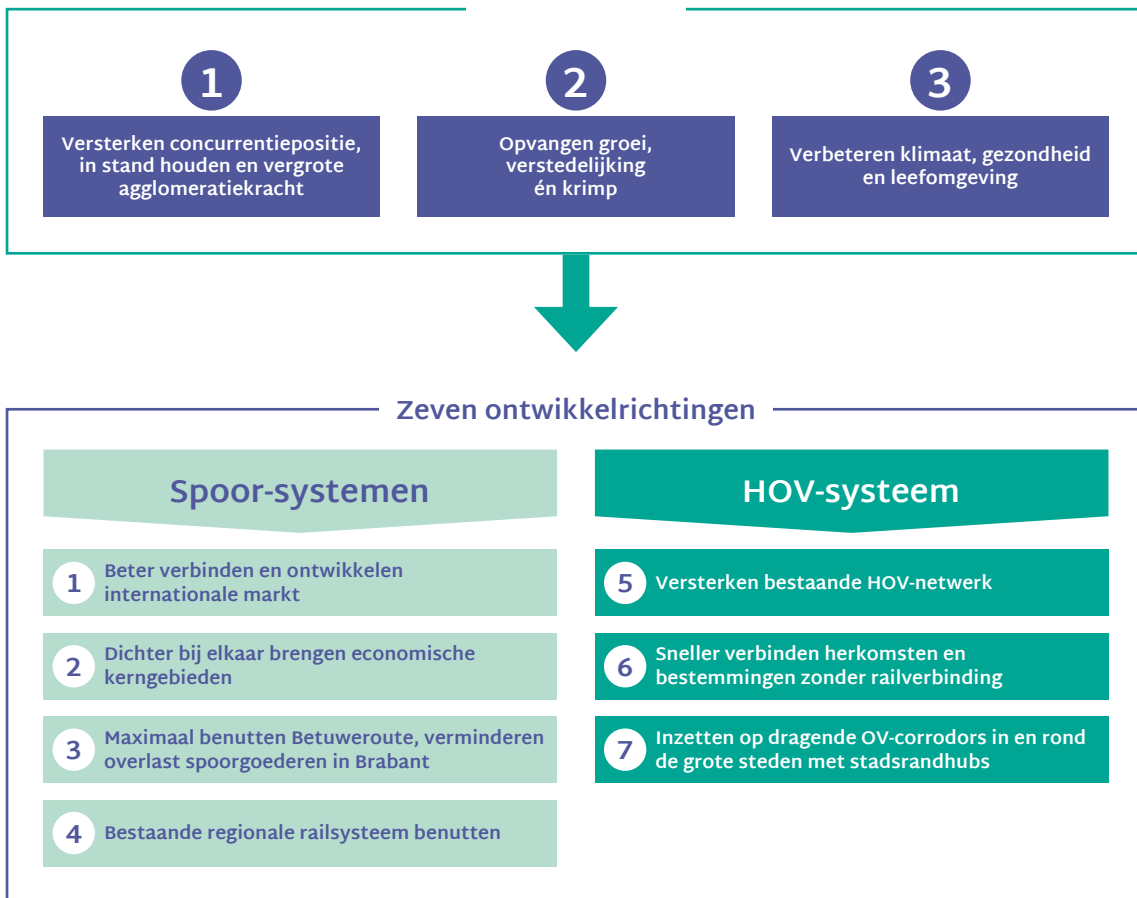 1
Versterken concurrentiepositie,
in stand houden en vergrote
agglomeratiekracht
2
Opvangen groei,
verstedelijking
én krimp
3
Verbeteren klimaat, gezondheid
en leefomgeving
Zeven ontwikkelrichtingen
Spoor-systemen
1
Beter verbinden en ontwikkelen
internationale markt
2
Dichter bij elkaar brengen economische
kerngebieden
3
Maximaal benutten Betuweroute, verminderen
overlast spoorgoederen in Brabant
4
Bestaande regionale railsysteem benutten
HOV-systeem
5
Versterken bestaande HOV-netwerk
6
Sneller verbinden herkomsten en
bestemmingen zonder railverbinding
7
Inzetten op dragende OV-corrodors in en rond
de grote steden met stadsrandhubs